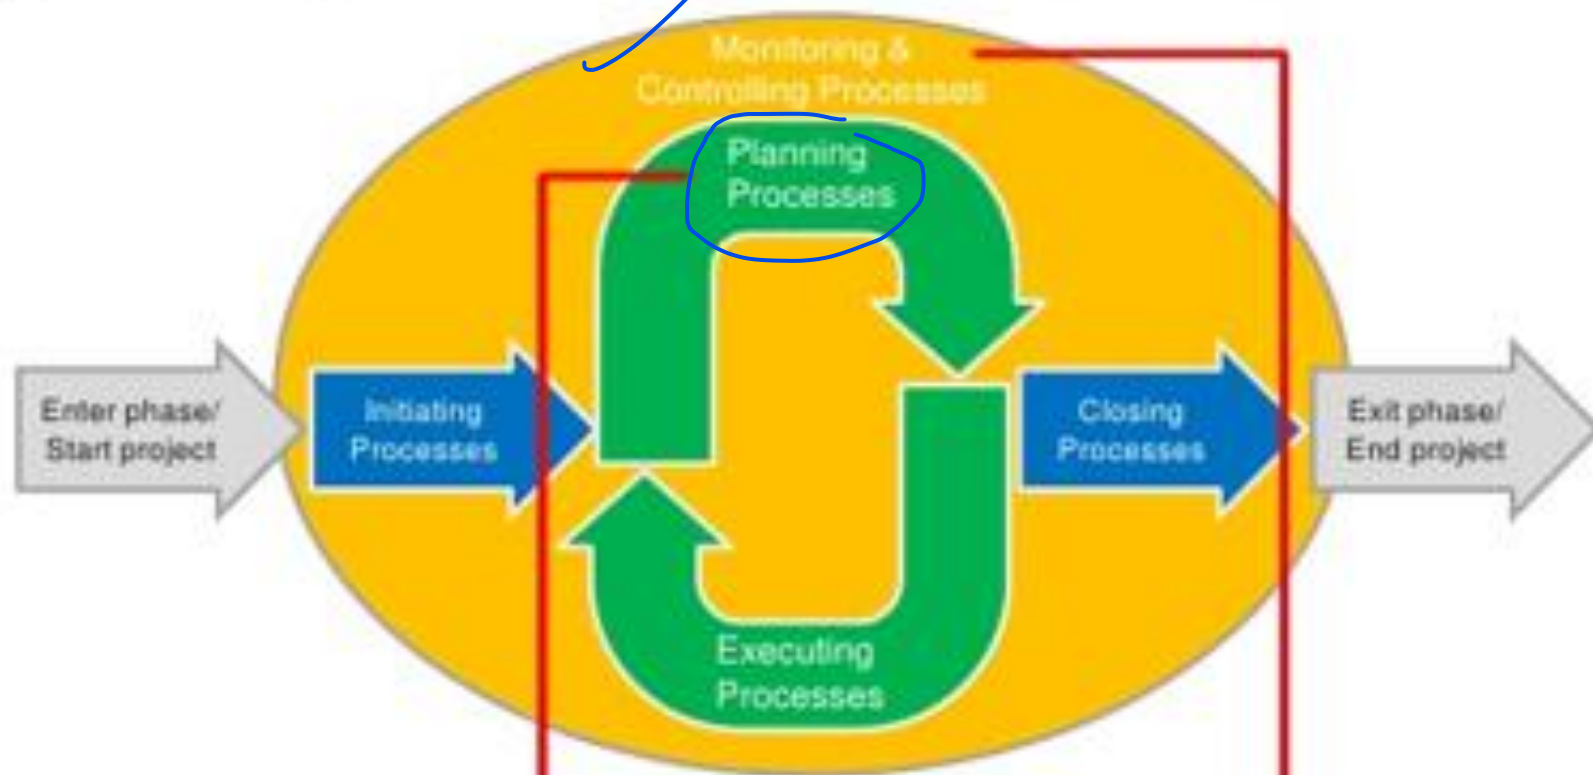 Monitoring &
Controlling Processes
Planning
Processes
Enter phase/
Start project
Initiating
Processes
Closing
Processes
Exit phase/
End project
Executing
Processes